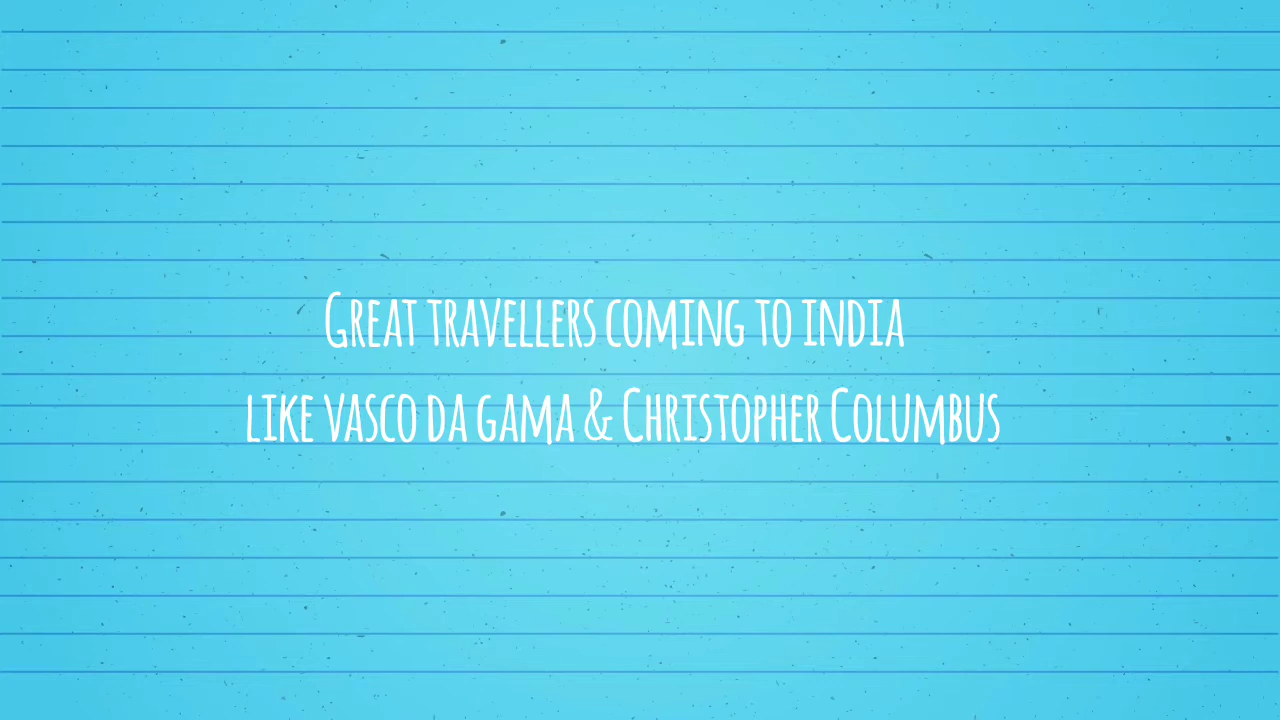 Great travellers coming to india
like vasco da gama & Christopher Columbus